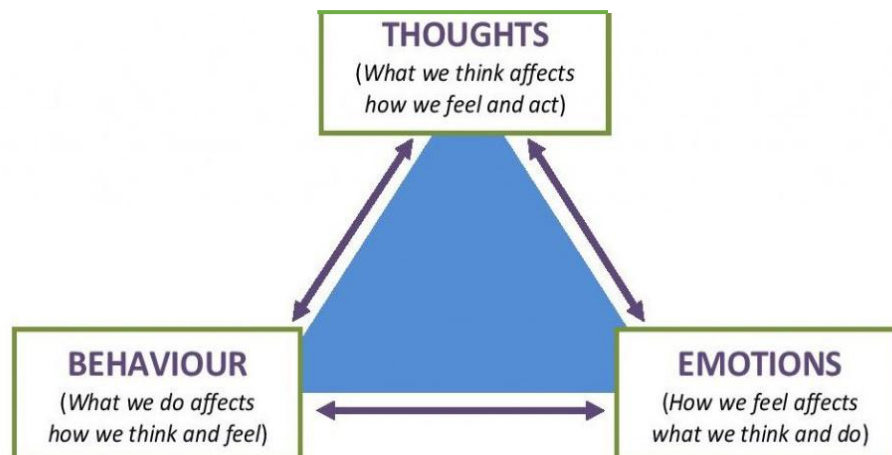 THOUGHTS
(What we think affects
how we feel and act)
BEHAVIOUR
(What we do affects
how we think and feel)
EMOTIONS
(How we feel affects
what we think and do)